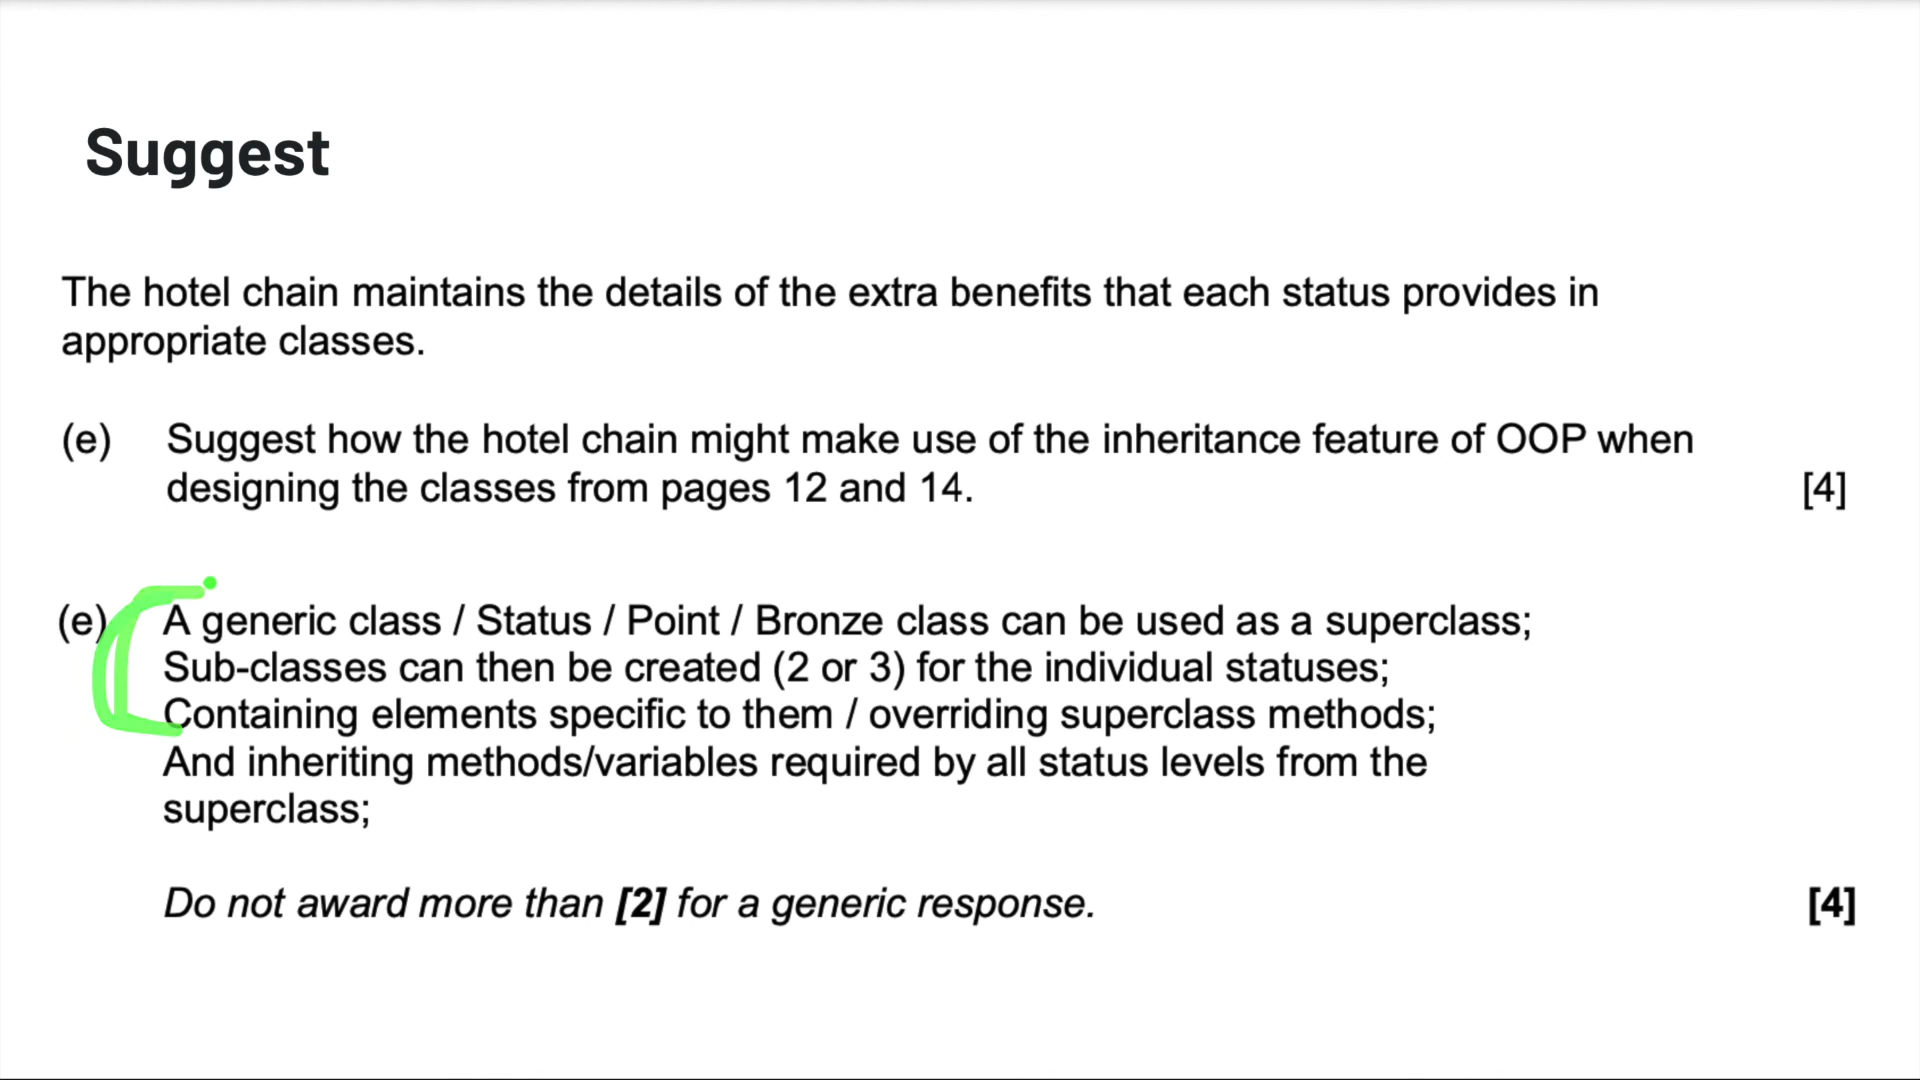 Suggest
The hotel chain maintains the details of the extra benefits that each status provides in
appropriate classes.
(e) Suggest how the hotel chain might make use of the inheritance feature of OOP when
designing the classes from pages 12 and 14. [4]
(e) A generic class / Status / Point / Bronze class can be used as a superclass;
Sub-classes can then be created (2 or 3) for the individual statuses;
Containing elements specific to them / overriding superclass methods;
And inheriting methods/variables required by all status levels from the
superclass;
Do not award more than [2] for a generic response. [4]